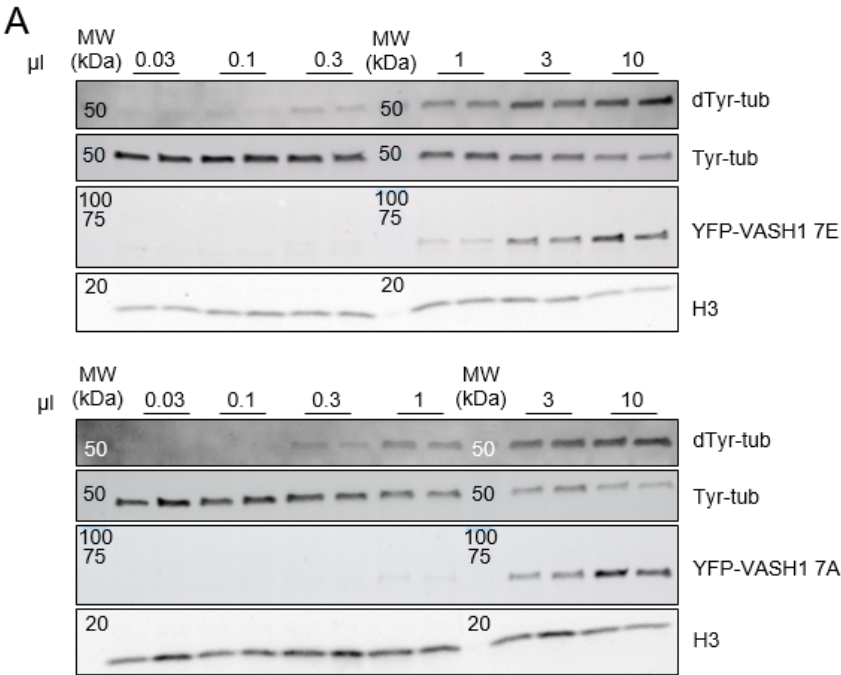 A
MW MW
µl (kDa) 0.03 0.1 0.3 (kDa) 1 3 10
50 50 dTyr-tub
50 50 Tyr-tub
100 100
75 75
YFP-VASH1 7E
20 20
H3
MW MW
µl (kDa) 0.03 0.1 0.3 1 (kDa) 3 10
50 50 dTyr-tub
50 50 Tyr-tub
100 100
75 75
YFP-VASH1 7A
20 20
H3